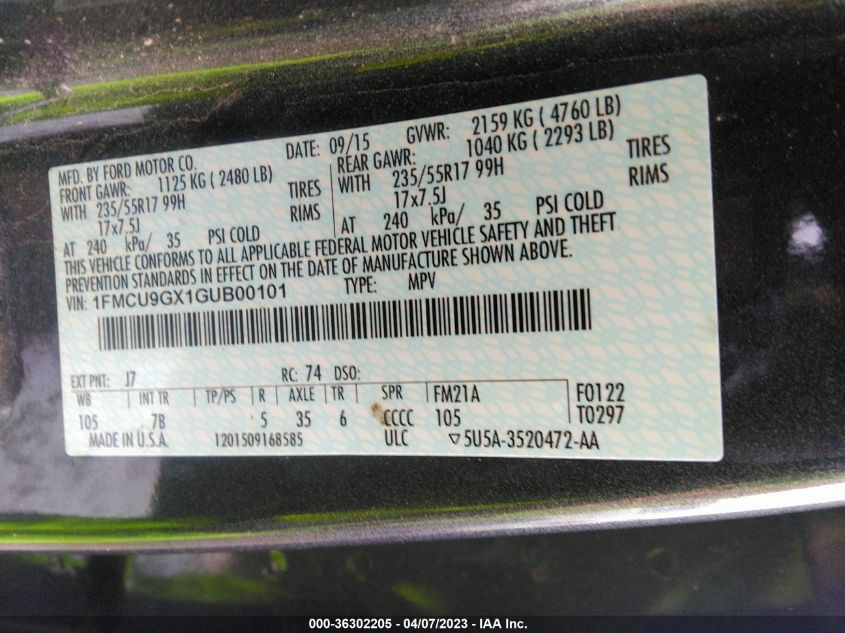 MFD. BY FORD MOTOR CO. DATE: 09/15 GVWR: 2159 KG ( 4760 LB)
FRONT GAWR: 1125 KG ( 2480 LB) REAR GAWR: 1040 KG ( 2293 LB)
WITH 235/55R17 99H TIRES WITH 235/55R17 99H TIRES
17x7.5J RIMS 17x7.5J RIMS
AT 240 kPa/ 35 PSI COLD AT 240 kPa/ 35 PSI COLD
THIS VEHICLE CONFORMS TO ALL APPLICABLE FEDERAL MOTOR VEHICLE SAFETY AND THEFT
PREVENTION STANDARDS IN EFFECT ON THE DATE OF MANUFACTURE SHOWN ABOVE.
VIN: 1FMCU9GX1GUB00101 TYPE: MPV
EXT PNT: J7 RC: 74 DSO:
WB INT TR TP/PS R AXLE TR SPR FM21A F0122
105 7B 5 35 6 CCCC 105 T0297
MADE IN U.S.A. 1201509168585 ULC ▽5U5A-3520472-AA
000-36302205 - 04/07/2023 - IAA Inc.